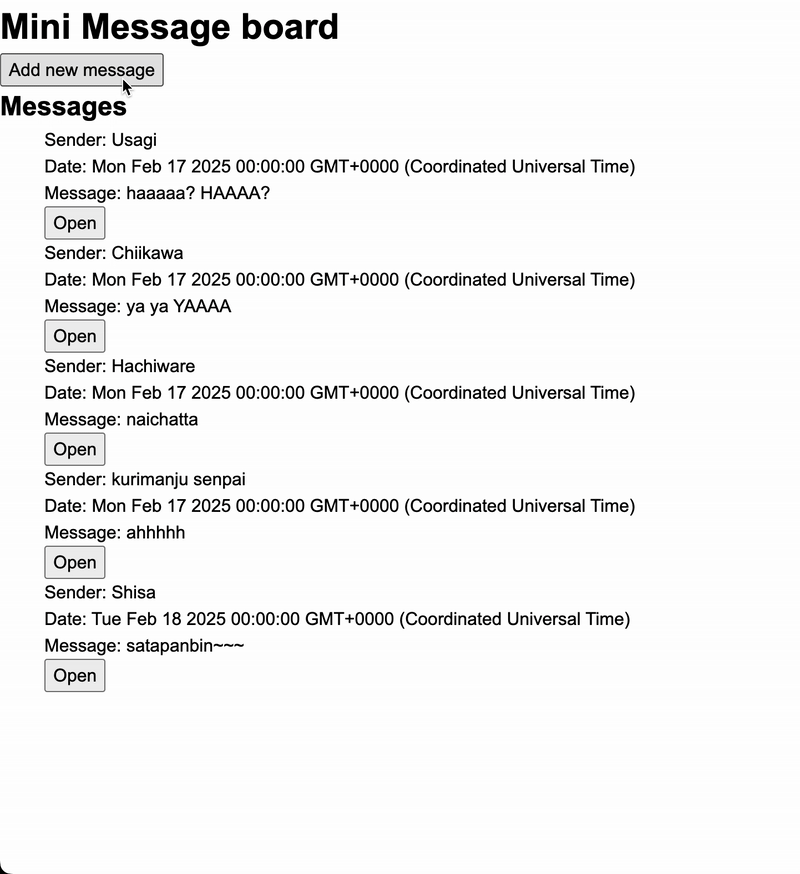 Mini Message board
Add new message
Messages
Sender: Usagi
Date: Mon Feb 17 2025 00:00:00 GMT+0000 (Coordinated Universal Time)
Message: haaaaa? HAAAA?
Open
Sender: Chiikawa
Date: Mon Feb 17 2025 00:00:00 GMT+0000 (Coordinated Universal Time)
Message: ya ya YAAAA
Open
Sender: Hachiware
Date: Mon Feb 17 2025 00:00:00 GMT+0000 (Coordinated Universal Time)
Message: naichatta
Open
Sender: kurimanju senpai
Date: Mon Feb 17 2025 00:00:00 GMT+0000 (Coordinated Universal Time)
Message: ahhhhh
Open
Sender: Shisa
Date: Tue Feb 18 2025 00:00:00 GMT+0000 (Coordinated Universal Time)
Message: satapanbin~~~
Open